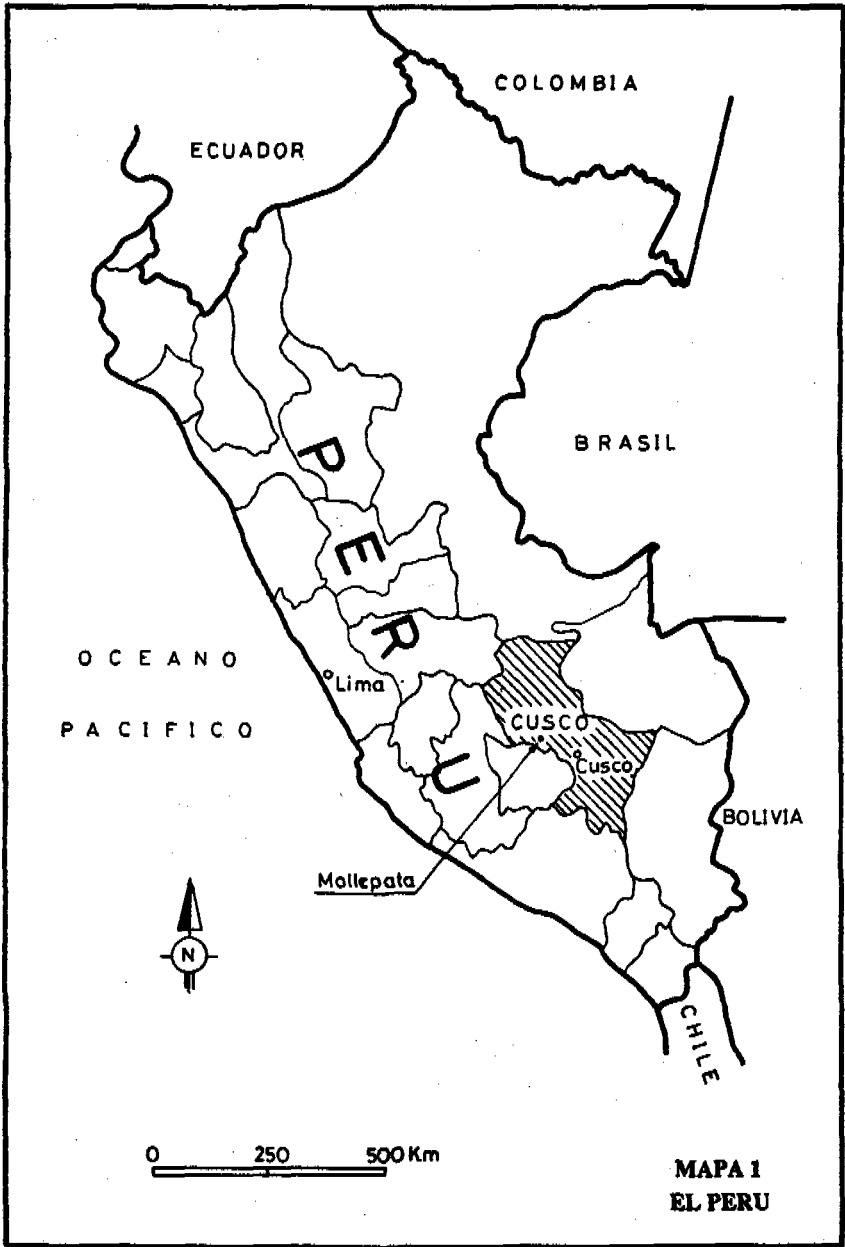 COLOMBIA
ECUADOR
BRASIL
PERU
OCEANO
PACIFICO
Lima
CUSCO
Cusco
BOLIVIA
Mollepata
N
CHILE
0 250 500 Km
MAPA 1
EL PERU